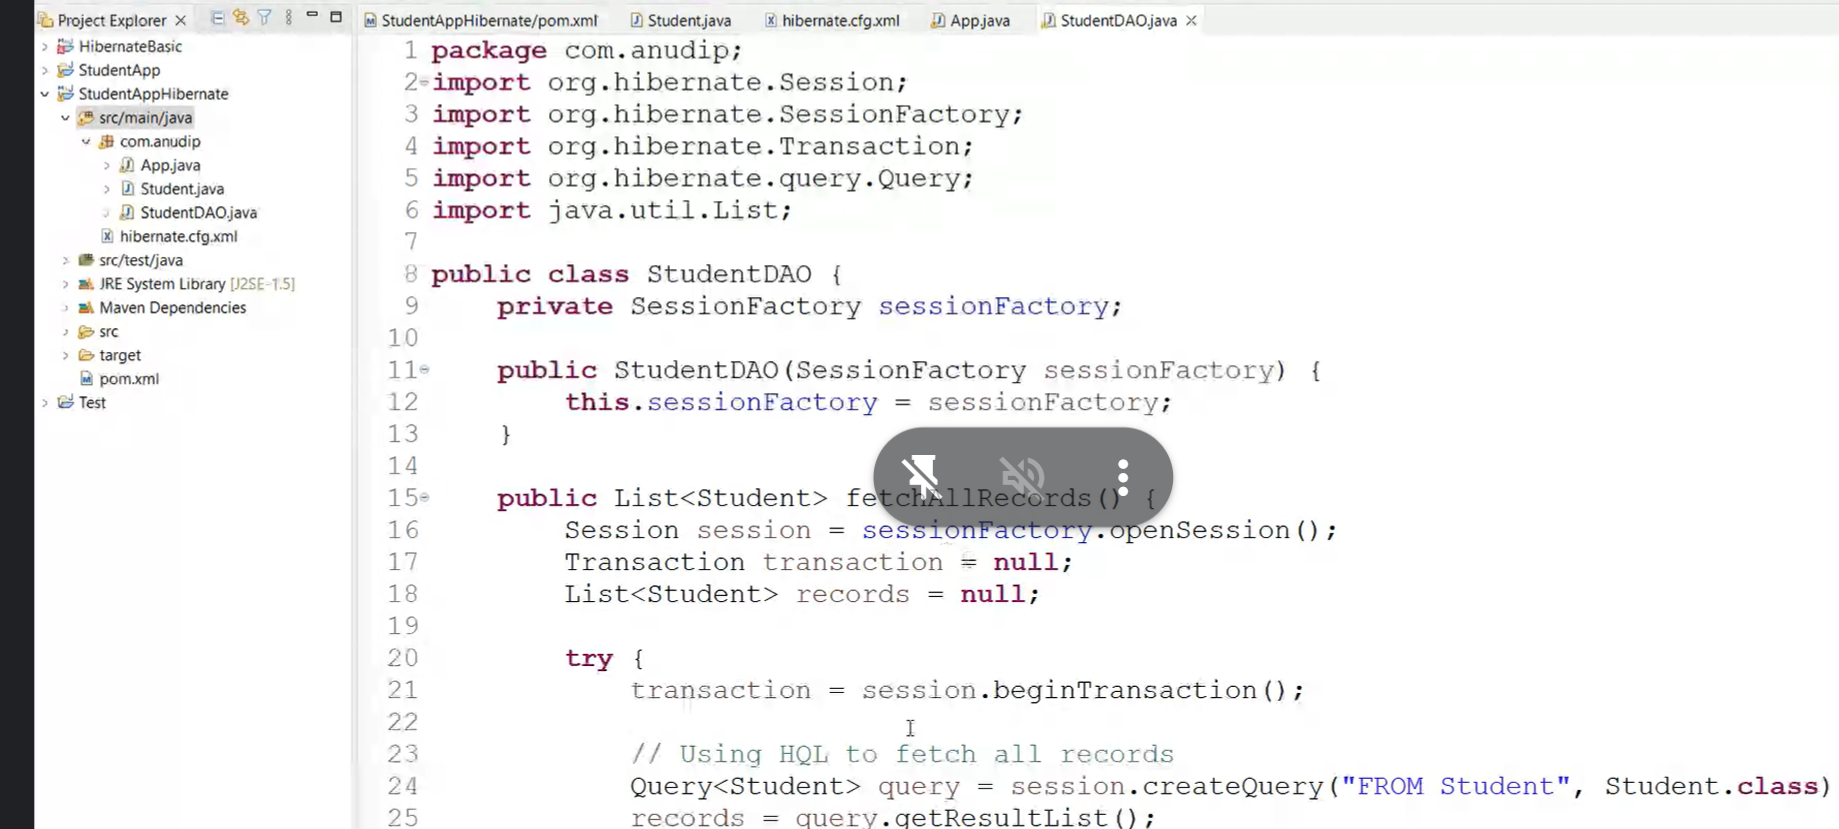 Project Explorer
HibernateBasic
StudentApp
StudentAppHibernate
src/main/java
com.anudip
App.java
Student.java
StudentDAO.java
hibernate.cfg.xml
src/test/java
JRE System Library [J2SE-1.5]
Maven Dependencies
src
target
pom.xml
Test
StudentAppHibernate/pom.xml
Student.java
hibernate.cfg.xml
App.java
StudentDAO.java
1 package com.anudip;
2 import org.hibernate.Session;
3 import org.hibernate.SessionFactory;
4 import org.hibernate.Transaction;
5 import org.hibernate.query.Query;
6 import java.util.List;
7
8 public class StudentDAO {
9 private SessionFactory sessionFactory;
10
11 public StudentDAO(SessionFactory sessionFactory) {
12 this.sessionFactory = sessionFactory;
13 }
14
15 public List<Student> fetchAllRecords() {
16 Session session = sessionFactory.openSession();
17 Transaction transaction = null;
18 List<Student> records = null;
19
20 try {
21 transaction = session.beginTransaction();
22
23 // Using HQL to fetch all records
24 Query<Student> query = session.createQuery("FROM Student", Student.class)
25 records = query.getResultList();